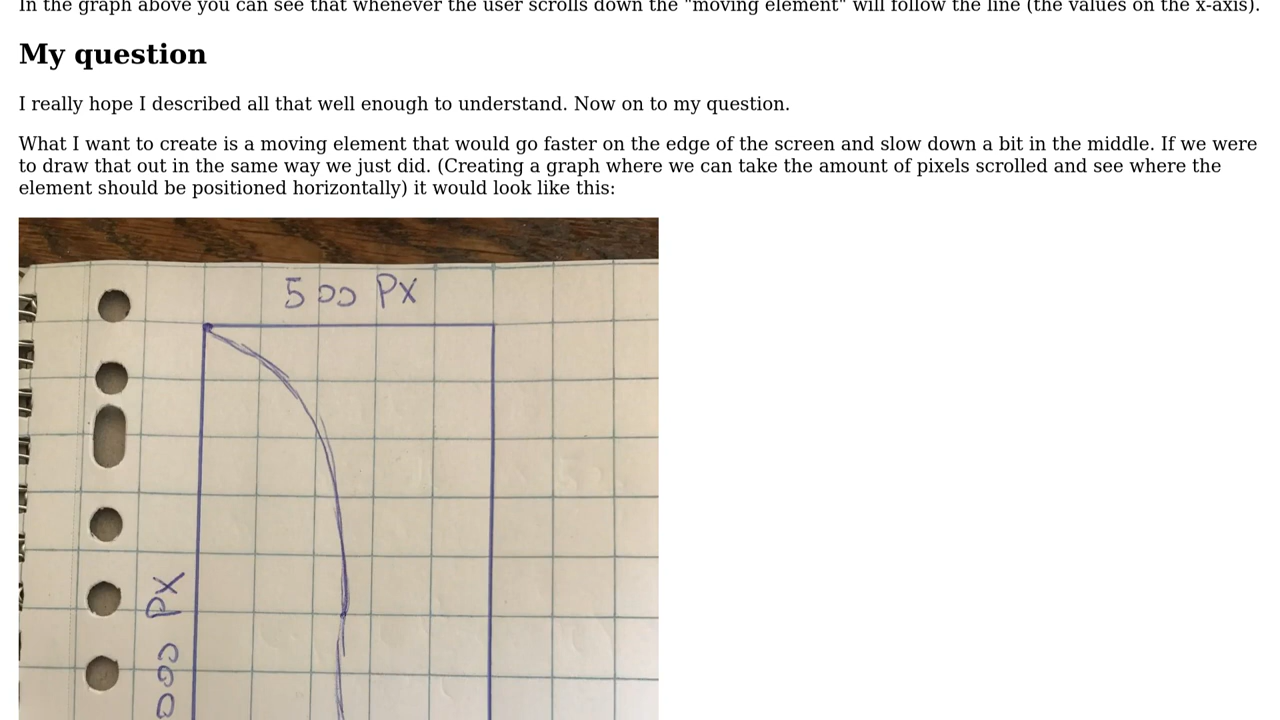 In the graph above you can see that whenever the user scrolls down the "moving element" will follow the line (the values on the x-axis).
My question
I really hope I described all that well enough to understand. Now on to my question.
What I want to create is a moving element that would go faster on the edge of the screen and slow down a bit in the middle. If we were
to draw that out in the same way we just did. (Creating a graph where we can take the amount of pixels scrolled and see where the
element should be positioned horizontally) it would look like this:
500 PX
000 PX